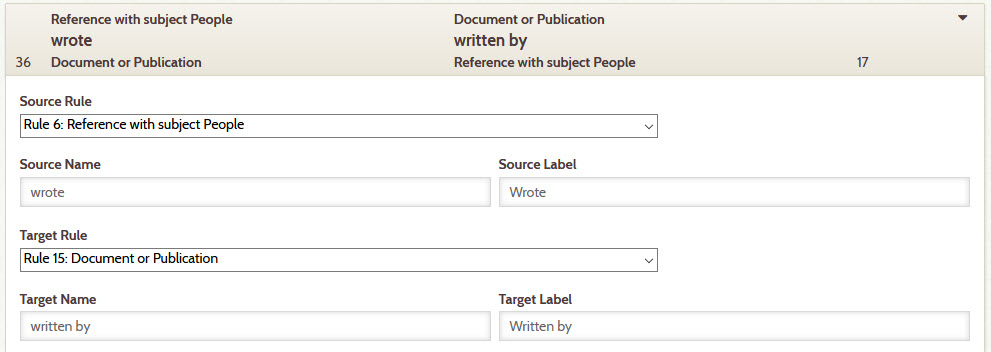 Reference with subject People Document or Publication
wrote written by
36 Document or Publication Reference with subject People 17
Source Rule
Rule 6: Reference with subject People
Source Name Source Label
wrote Wrote
Target Rule
Rule 15: Document or Publication
Target Name Target Label
written by Written by